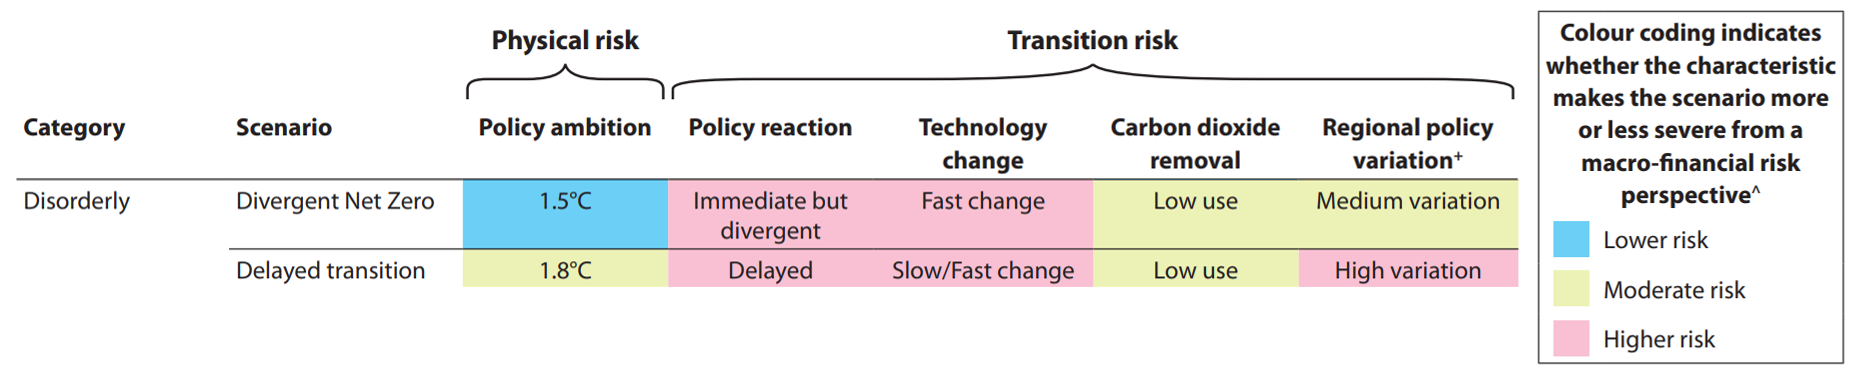 Physical risk
Transition risk
Category
Scenario
Policy ambition
Policy reaction
Technology
change
Carbon dioxide
removal
Regional policy
variation+
Disorderly
Divergent Net Zero
1.5°C
Immediate but
divergent
Fast change
Low use
Medium variation
Delayed transition
1.8°C
Delayed
Slow/Fast change
Low use
High variation
Colour coding indicates
whether the characteristic
makes the scenario more
or less severe from a
macro-financial risk
perspective^
Lower risk
Moderate risk
Higher risk